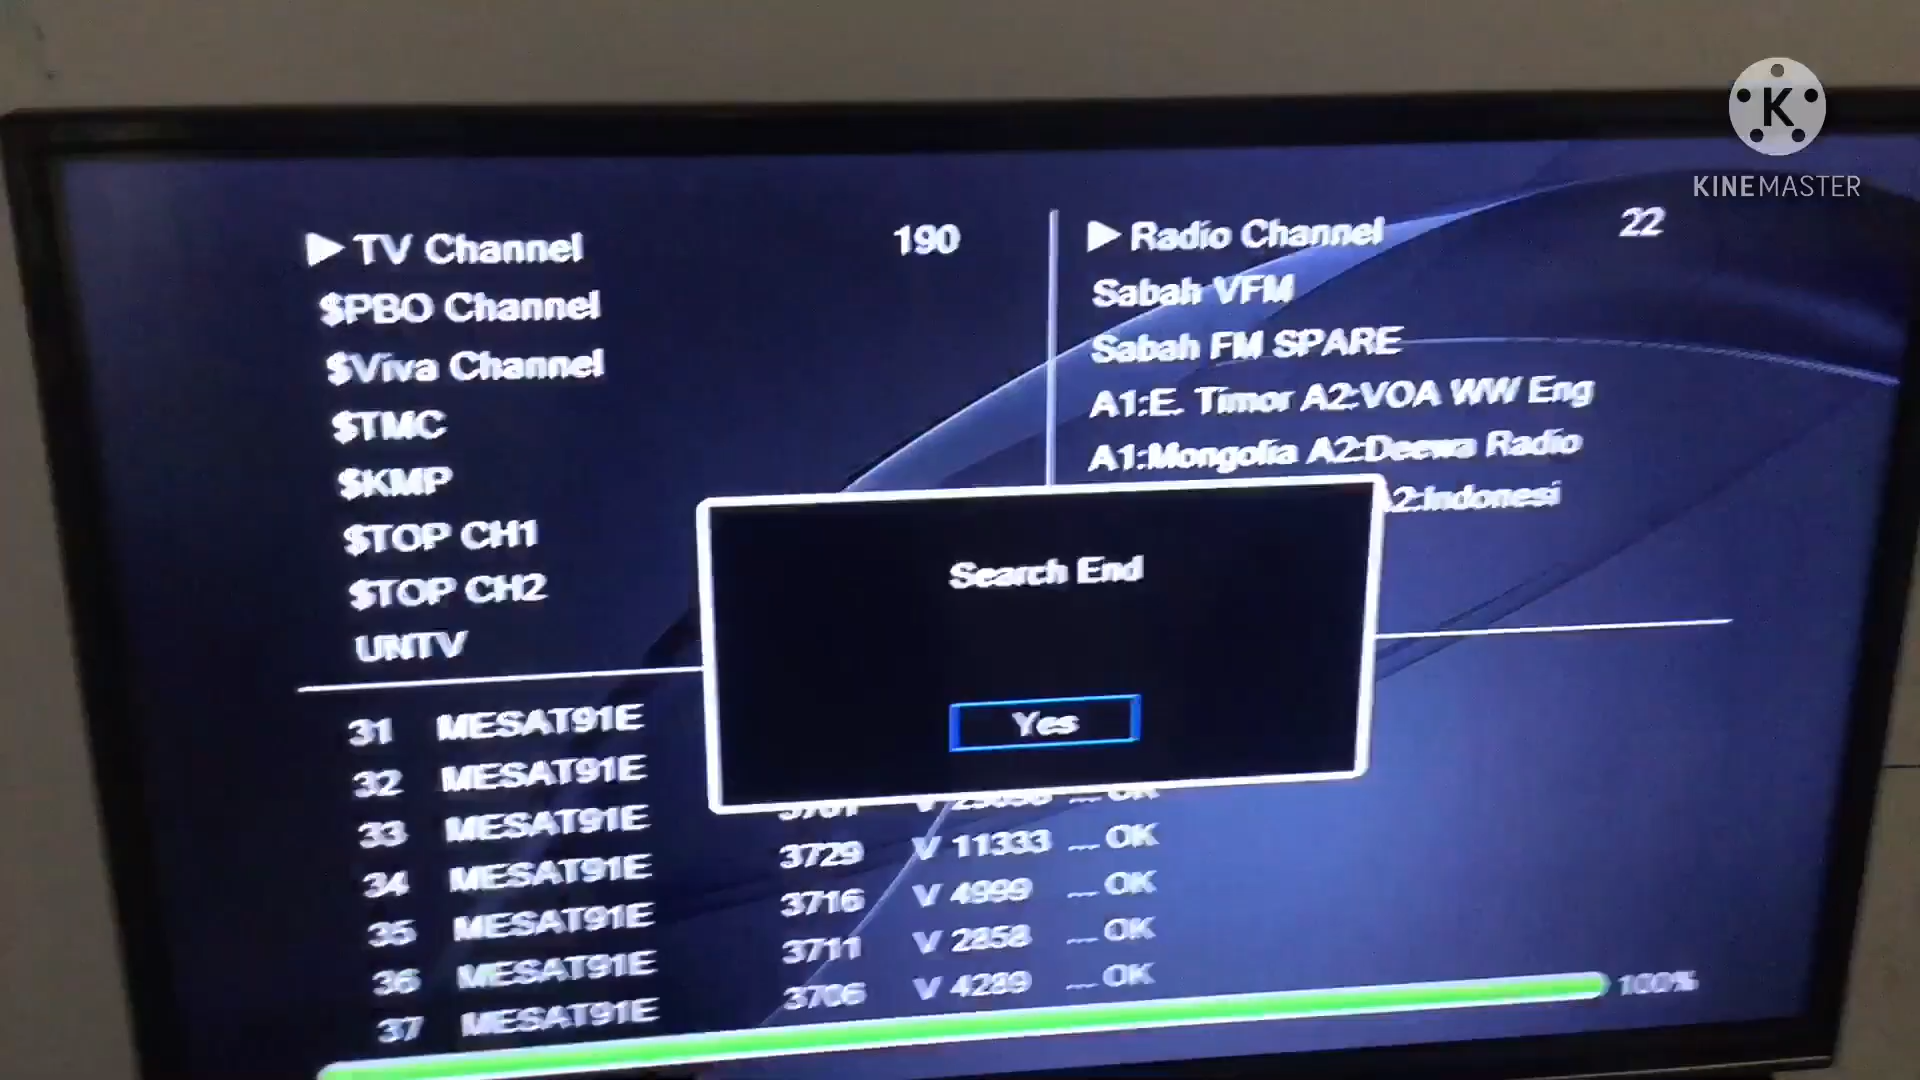 KINEMASTER
TV Channel 190
$PBO Channel
$Viva Channel
$TMC
$KMP
$TOP CH1
$TOP CH2
UNTV
Radio Channel 22
Sabah VFM
Sabah FM SPARE
A1:E. Timor A2:VOA WW Eng
A1:Mongolia A2:Deewa Radio
A2:Indonesi
Search End
Yes
31 MESAT91E
32 MESAT91E
33 MESAT91E OK
34 MESAT91E 3729 V 11333 ... OK
35 MESAT91E 3716 V 4999 ... OK
36 MESAT91E 3711 V 2858 ... OK
37 MESAT91E 3706 V 4289 ... OK
100%